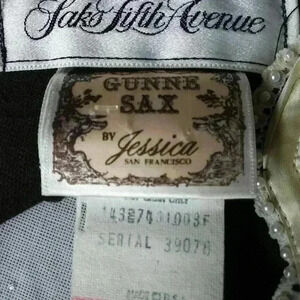 Saks Fifth Avenue
GUNNE
SAX
BY
Jessica
SAN FRANCISCO
SERIAL 39076